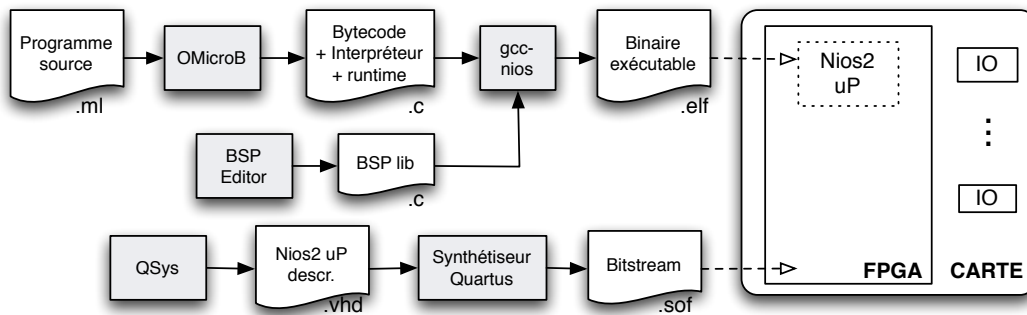 Programme
source
.ml
OMicroB
Bytecode
+ Interpréteur
+ runtime
.c
gcc-
nios
Binaire
exécutable
.elf
Nios2
uP
IO
IO
BSP
Editor
BSP lib
.c
QSys
Nios2 uP
descr.
.vhd
Synthétiseur
Quartus
Bitstream
.sof
FPGA
CARTE